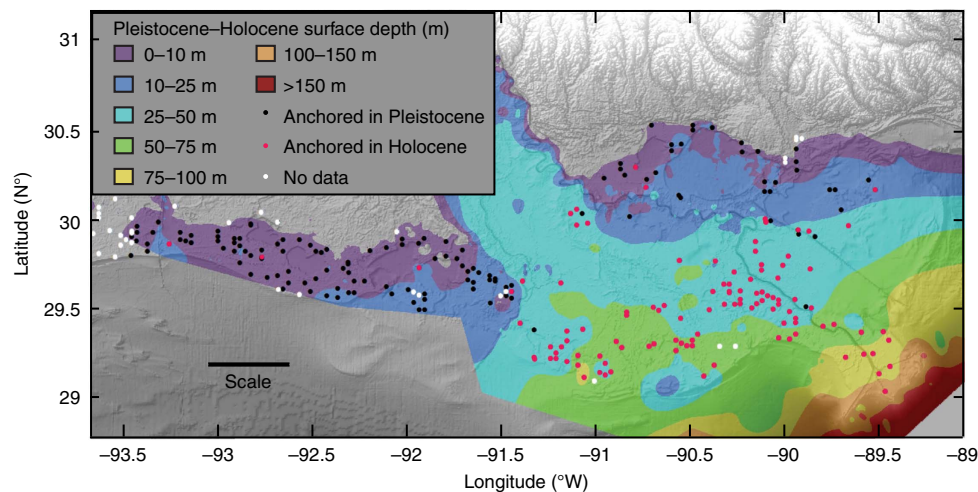 Pleistocene–Holocene surface depth (m)
0–10 m
10–25 m
25–50 m
50–75 m
75–100 m
100–150 m
>150 m
Anchored in Pleistocene
Anchored in Holocene
No data
Latitude (N°)
31
30.5
30
29.5
29
Scale
–93.5
–93
–92.5
–92
–91.5
–91
–90.5
–90
–89.5
–89
Longitude (°W)